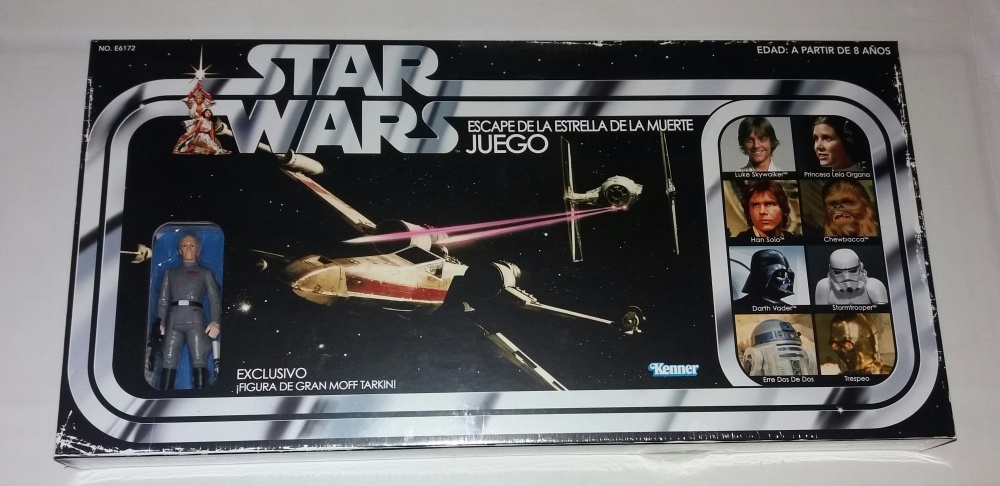 NO. E6172
EDAD: A PARTIR DE 8 AÑOS
STAR
WARS™
ESCAPE DE LA ESTRELLA DE LA MUERTE
JUEGO
Luke Skywalker™
Princesa Leia Organa
Han Solo™
Chewbacca™
Darth Vader™
Stormtrooper™
Erre Dos De Dos
Trespeo
EXCLUSIVO
¡FIGURA DE GRAN MOFF TARKIN!
Kenner